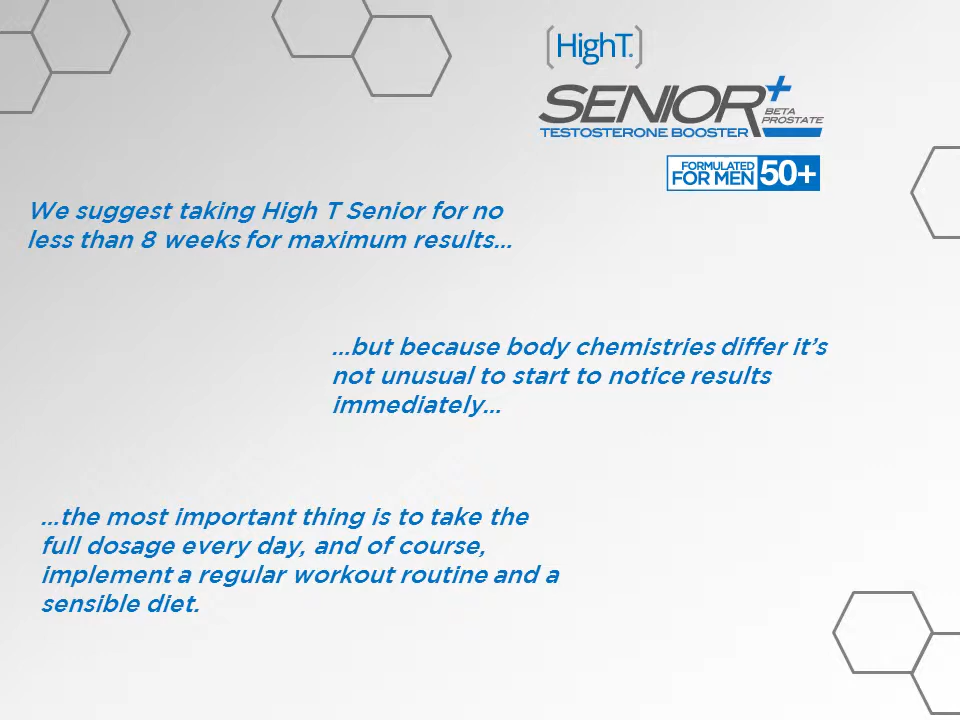 [HighT.]
SENIOR+
BETA
PROSTATE
TESTOSTERONE BOOSTER
FORMULATED
FOR MEN 50+
We suggest taking High T Senior for no
less than 8 weeks for maximum results...
...but because body chemistries differ it’s
not unusual to start to notice results
immediately...
...the most important thing is to take the
full dosage every day, and of course,
implement a regular workout routine and a
sensible diet.